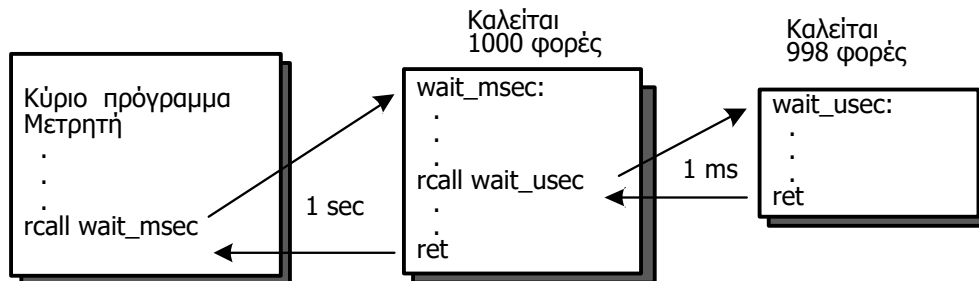 Κύριο πρόγραμμα
Μετρητή
.
.
.
rcall wait_msec
1 sec
Καλείται
1000 φορές
wait_msec:
.
.
.
rcall wait_usec
.
.
ret
1 ms
Καλείται
998 φορές
wait_usec:
.
.
.
ret